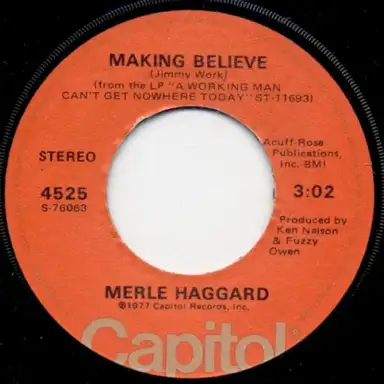 MAKING BELIEVE
(Jimmy Work)
(from the LP "A WORKING MAN
CAN'T GET NOWHERE TODAY" ST-11693)
STEREO
4525
S-76063
Acuff-Rose
Publications,
Inc.-BMI
3:02
Produced by
Ken Nelson
& Fuzzy
Owen
MERLE HAGGARD
℗1977 Capitol Records, Inc.
Capitol